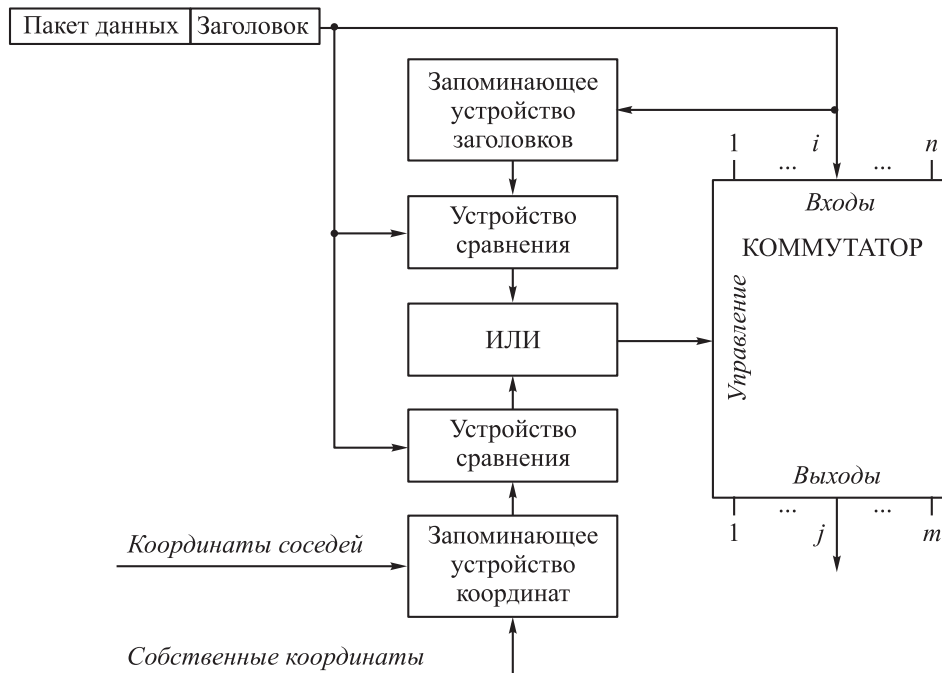 Пакет данных Заголовок
Запоминающее
устройство
заголовков
1 ... i ... n
Входы
КОММУТАТОР
Управление
Устройство
сравнения
ИЛИ
Устройство
сравнения
Выходы
1 ... j ... m
Координаты соседей
Запоминающее
устройство
координат
Собственные координаты